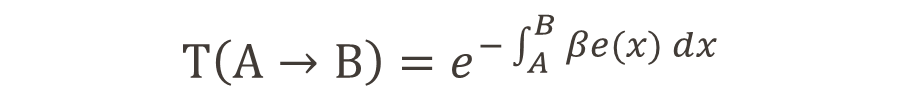 T(A → B) = e^{− ∫_A^B βe(x) dx}